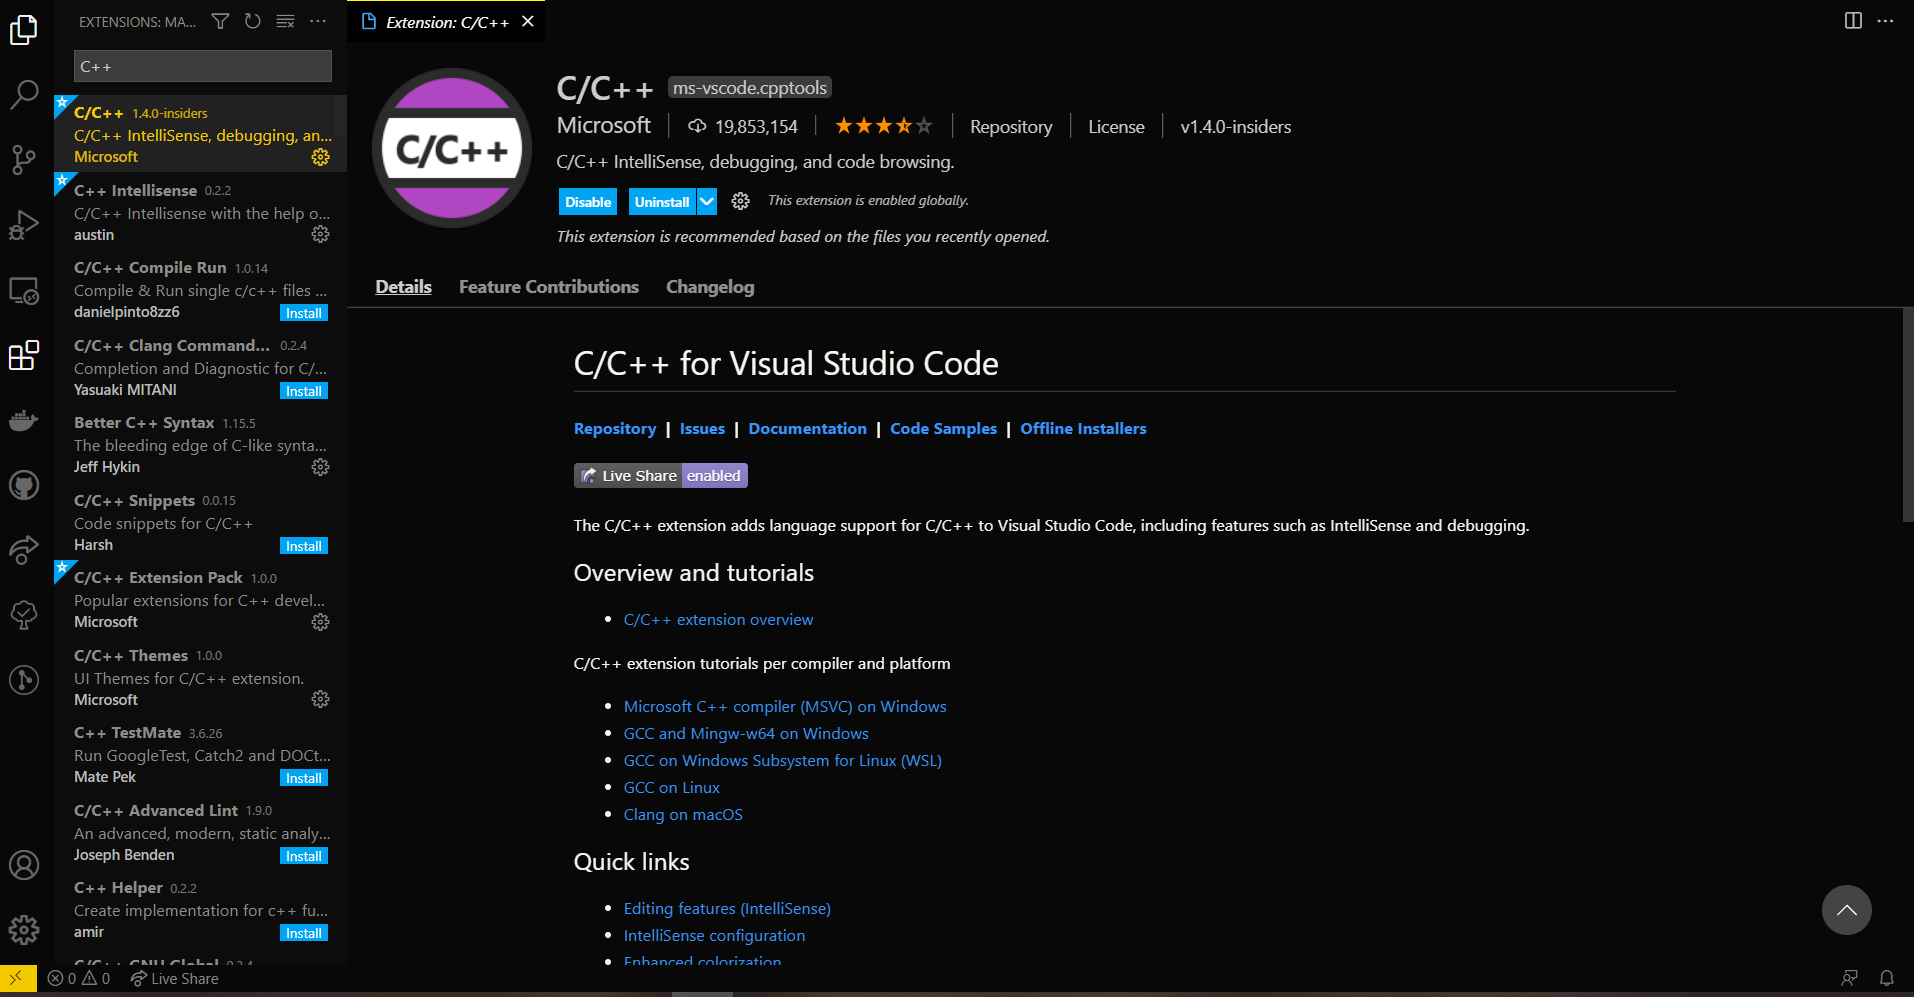 EXTENSIONS: MA...
C++
C/C++ 1.4.0-insiders
C/C++ IntelliSense, debugging, an...
Microsoft
C++ Intellisense 0.2.2
C/C++ Intellisense with the help o...
austin
C/C++ Compile Run 1.0.14
Compile & Run single c/c++ files ...
danielpinto8zz6
Install
C/C++ Clang Command... 0.2.4
Completion and Diagnostic for C/...
Yasuaki MITANI
Install
Better C++ Syntax 1.15.5
The bleeding edge of C-like synta...
Jeff Hykin
C/C++ Snippets 0.0.15
Code snippets for C/C++
Harsh
Install
C/C++ Extension Pack 1.0.0
Popular extensions for C++ devel...
Microsoft
C/C++ Themes 1.0.0
UI Themes for C/C++ extension.
Microsoft
C++ TestMate 3.6.26
Run GoogleTest, Catch2 and DOCt...
Mate Pek
Install
C/C++ Advanced Lint 1.9.0
An advanced, modern, static analy...
Joseph Benden
Install
C++ Helper 0.2.2
Create implementation for c++ fu...
amir
Install
C/C++ GNU Global
Extension: C/C++
C/C++
C/C++ ms-vscode.cpptools
Microsoft 19,853,154 Repository License v1.4.0-insiders
C/C++ IntelliSense, debugging, and code browsing.
Disable Uninstall This extension is enabled globally.
This extension is recommended based on the files you recently opened.
Details Feature Contributions Changelog
C/C++ for Visual Studio Code
Repository | Issues | Documentation | Code Samples | Offline Installers
Live Share enabled
The C/C++ extension adds language support for C/C++ to Visual Studio Code, including features such as IntelliSense and debugging.
Overview and tutorials
C/C++ extension overview
C/C++ extension tutorials per compiler and platform
Microsoft C++ compiler (MSVC) on Windows
GCC and Mingw-w64 on Windows
GCC on Windows Subsystem for Linux (WSL)
GCC on Linux
Clang on macOS
Quick links
Editing features (IntelliSense)
IntelliSense configuration
Enhanced colorization
0 0 Live Share